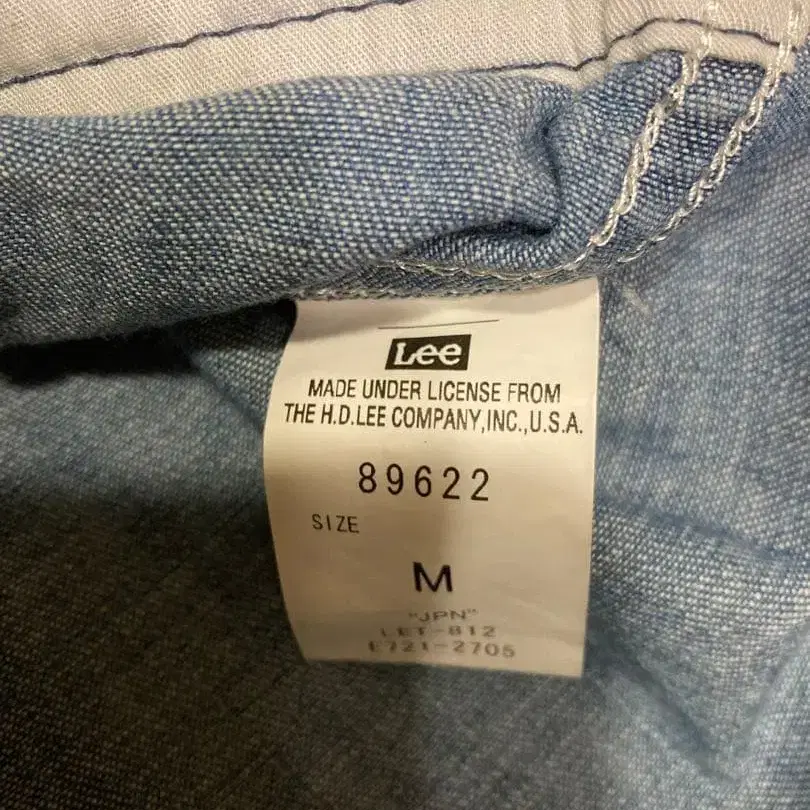 Lee
MADE UNDER LICENSE FROM
THE H.D.LEE COMPANY,INC.,U.S.A.
89622
SIZE
M
"JPN"
LET-812
E721-2705